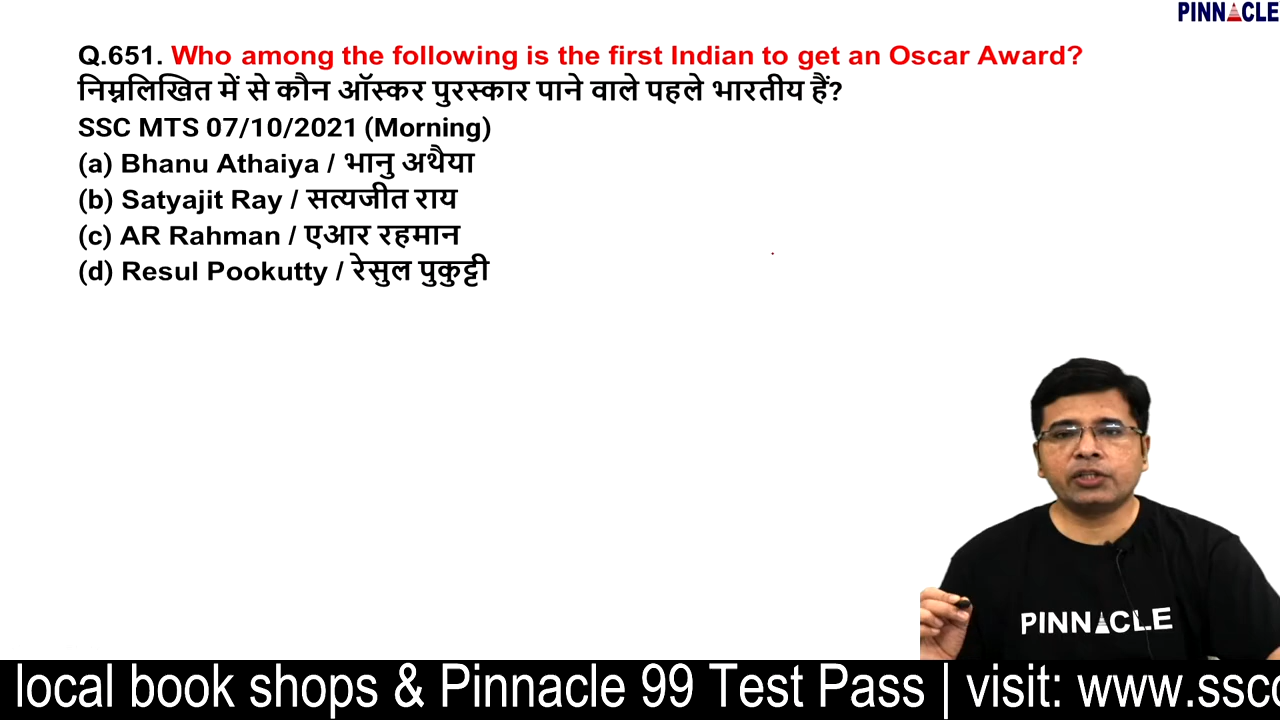 PINNACLE
Q.651. Who among the following is the first Indian to get an Oscar Award?
निम्नलिखित में से कौन ऑस्कर पुरस्कार पाने वाले पहले भारतीय हैं?
SSC MTS 07/10/2021 (Morning)
(a) Bhanu Athaiya / भानु अथैया
(b) Satyajit Ray / सत्यजीत राय
(c) AR Rahman / एआर रहमान
(d) Resul Pookutty / रेसुल पुकुट्टी
PINNACLE
local book shops & Pinnacle 99 Test Pass | visit: www.ssc